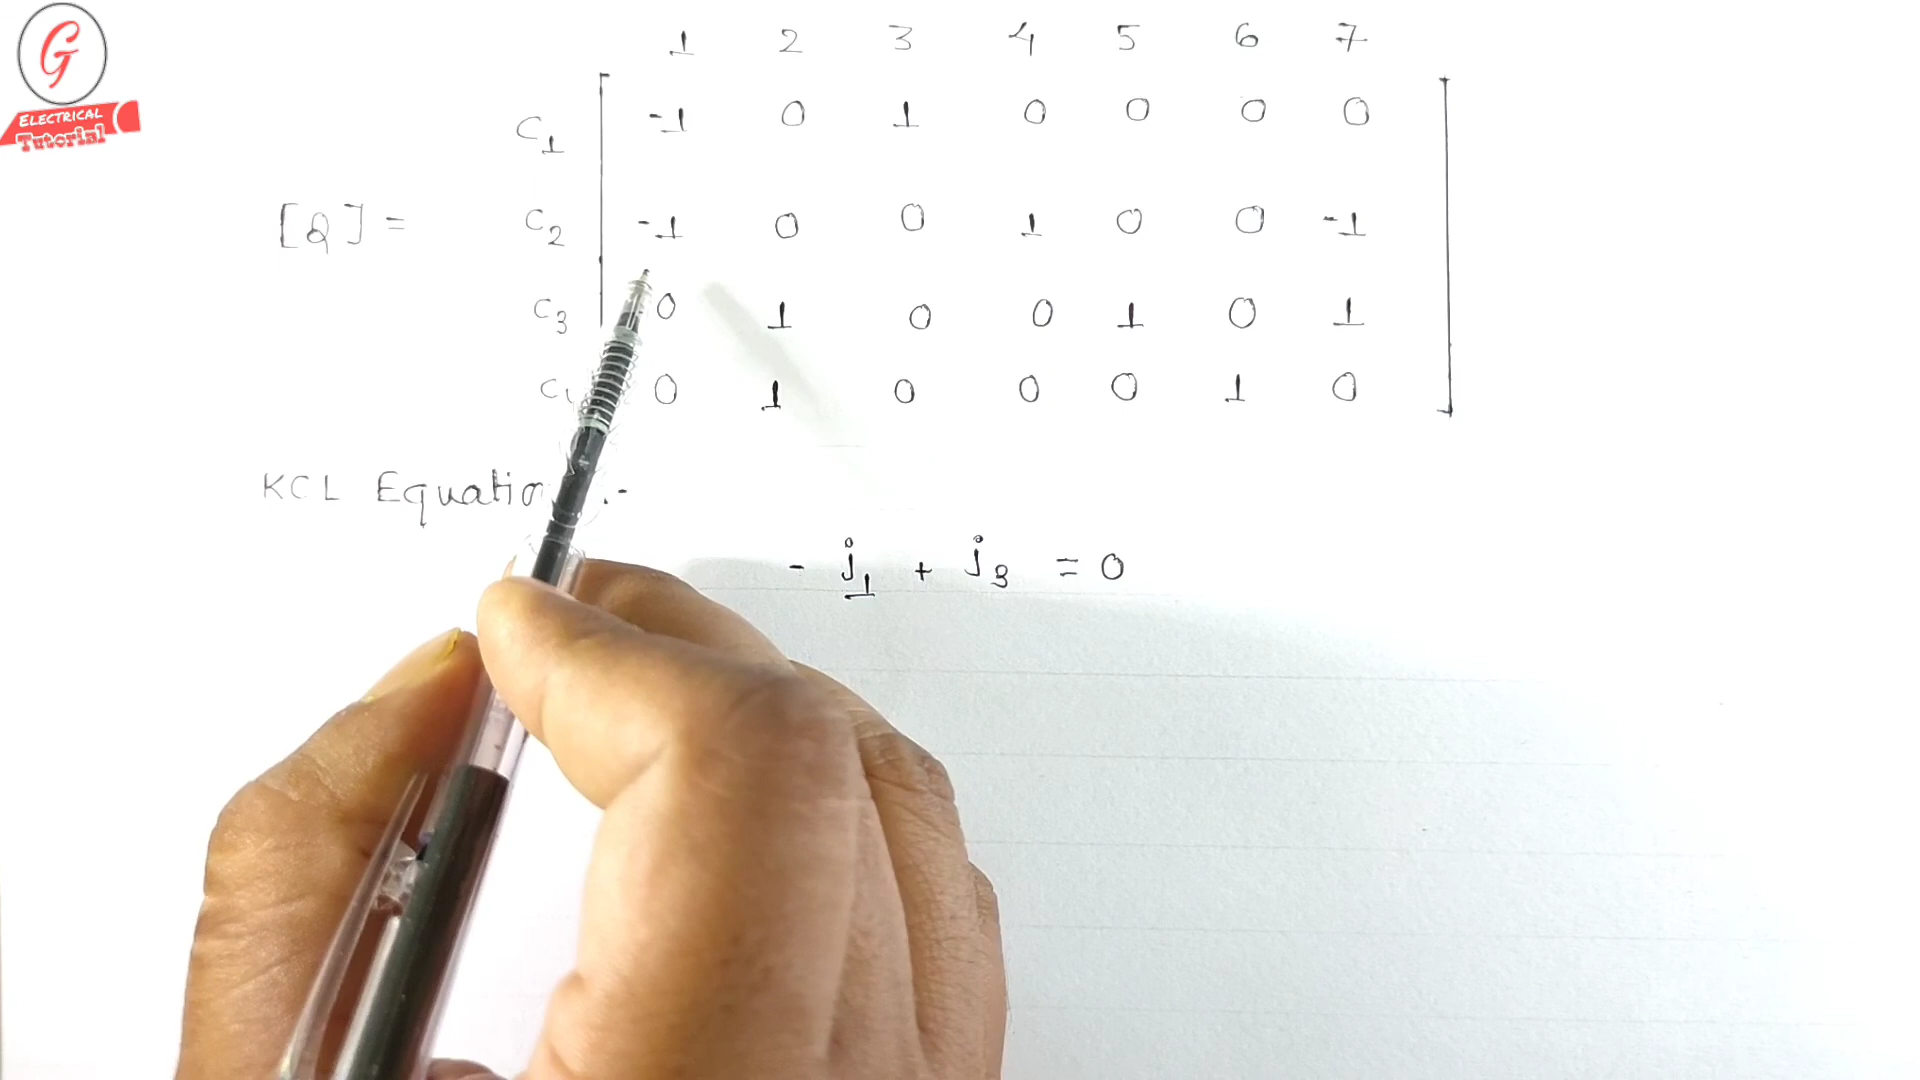 G
ELECTRICAL
Tutorial
1 2 3 4 5 6 7
C1 -1 0 1 0 0 0 0
[Q] = C2 -1 0 0 1 0 0 -1
C3 0 1 0 0 1 0 1
0 1 0 0 0 1 0
KCL Equation :-
- j1 + j3 = 0